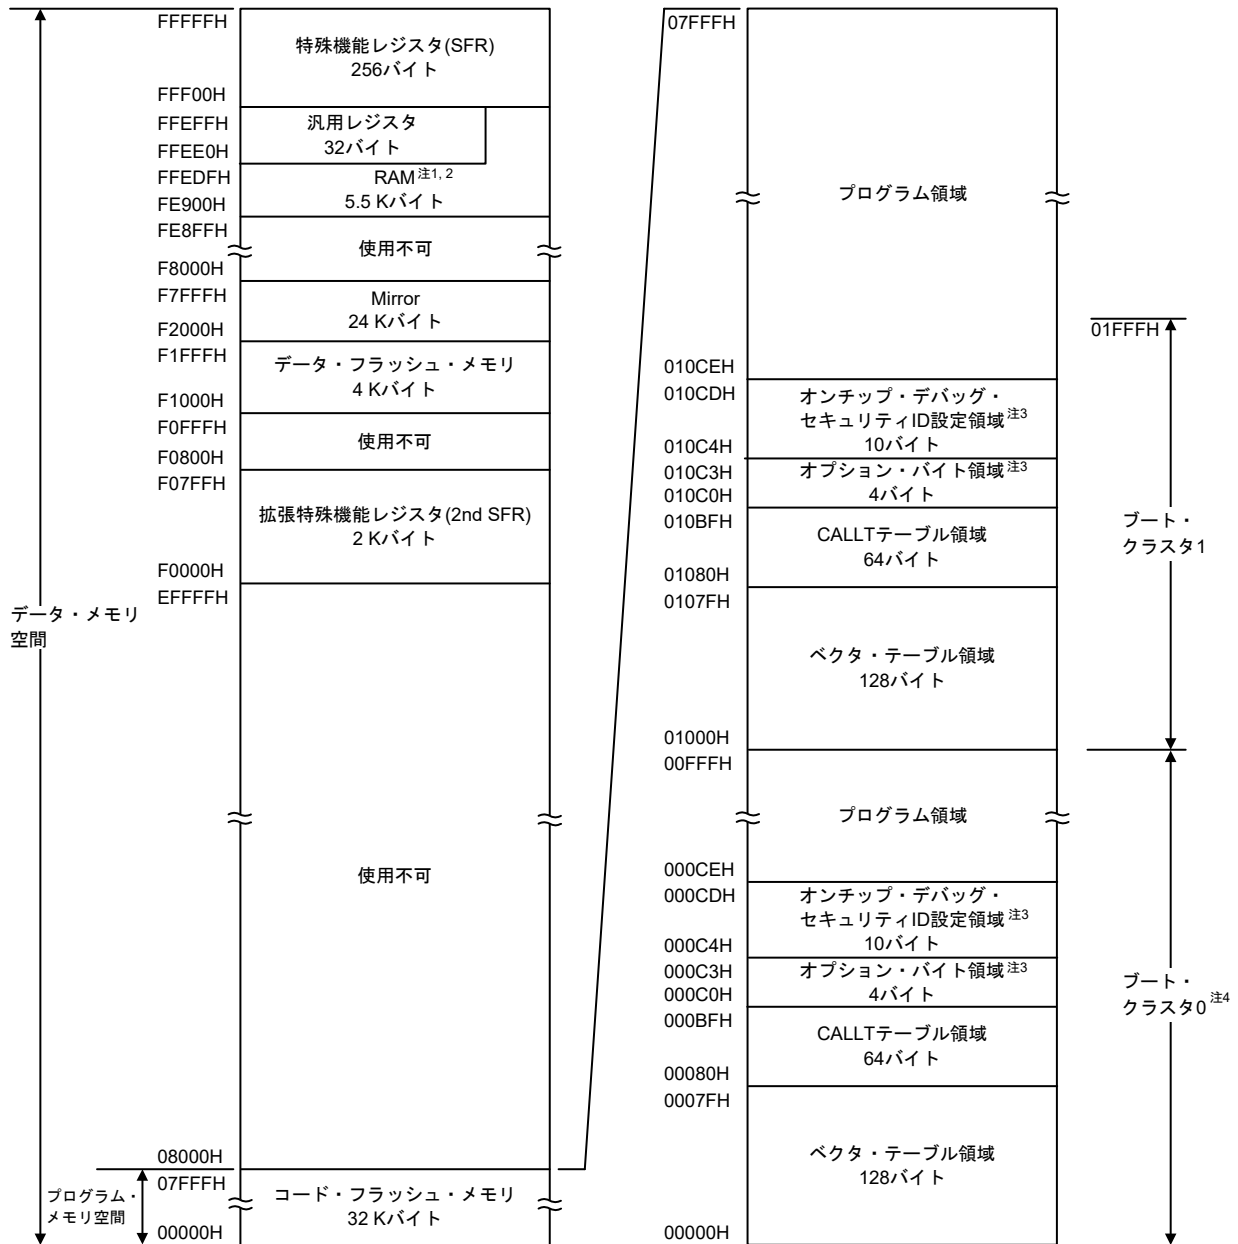 FFFFFH
特殊機能レジスタ(SFR)
256バイト
FFF00H
FFEFFH
汎用レジスタ
32バイト
FFEE0H
FFEDFH
RAM注1, 2
5.5 Kバイト
FE900H
FE8FFH
使用不可
F8000H
F7FFFH
Mirror
24 Kバイト
F2000H
F1FFFH
データ・フラッシュ・メモリ
4 Kバイト
F1000H
F0FFFH
使用不可
F0800H
F07FFH
拡張特殊機能レジスタ(2nd SFR)
2 Kバイト
F0000H
EFFFFH
データ・メモリ
空間
使用不可
08000H
07FFFH
プログラム・
メモリ空間
コード・フラッシュ・メモリ
32 Kバイト
00000H
07FFFH
プログラム領域
01FFFH
010CEH
010CDH
オンチップ・デバッグ・
セキュリティID設定領域注3
10バイト
010C4H
010C3H
オプション・バイト領域注3
4バイト
010C0H
010BFH
CALLTテーブル領域
64バイト
01080H
0107FH
ブート・
クラスタ1
ベクタ・テーブル領域
128バイト
01000H
00FFFH
プログラム領域
000CEH
000CDH
オンチップ・デバッグ・
セキュリティID設定領域注3
10バイト
000C4H
000C3H
オプション・バイト領域注3
4バイト
000C0H
000BFH
ブート・
クラスタ0注4
CALLTテーブル領域
64バイト
00080H
0007FH
ベクタ・テーブル領域
128バイト
00000H